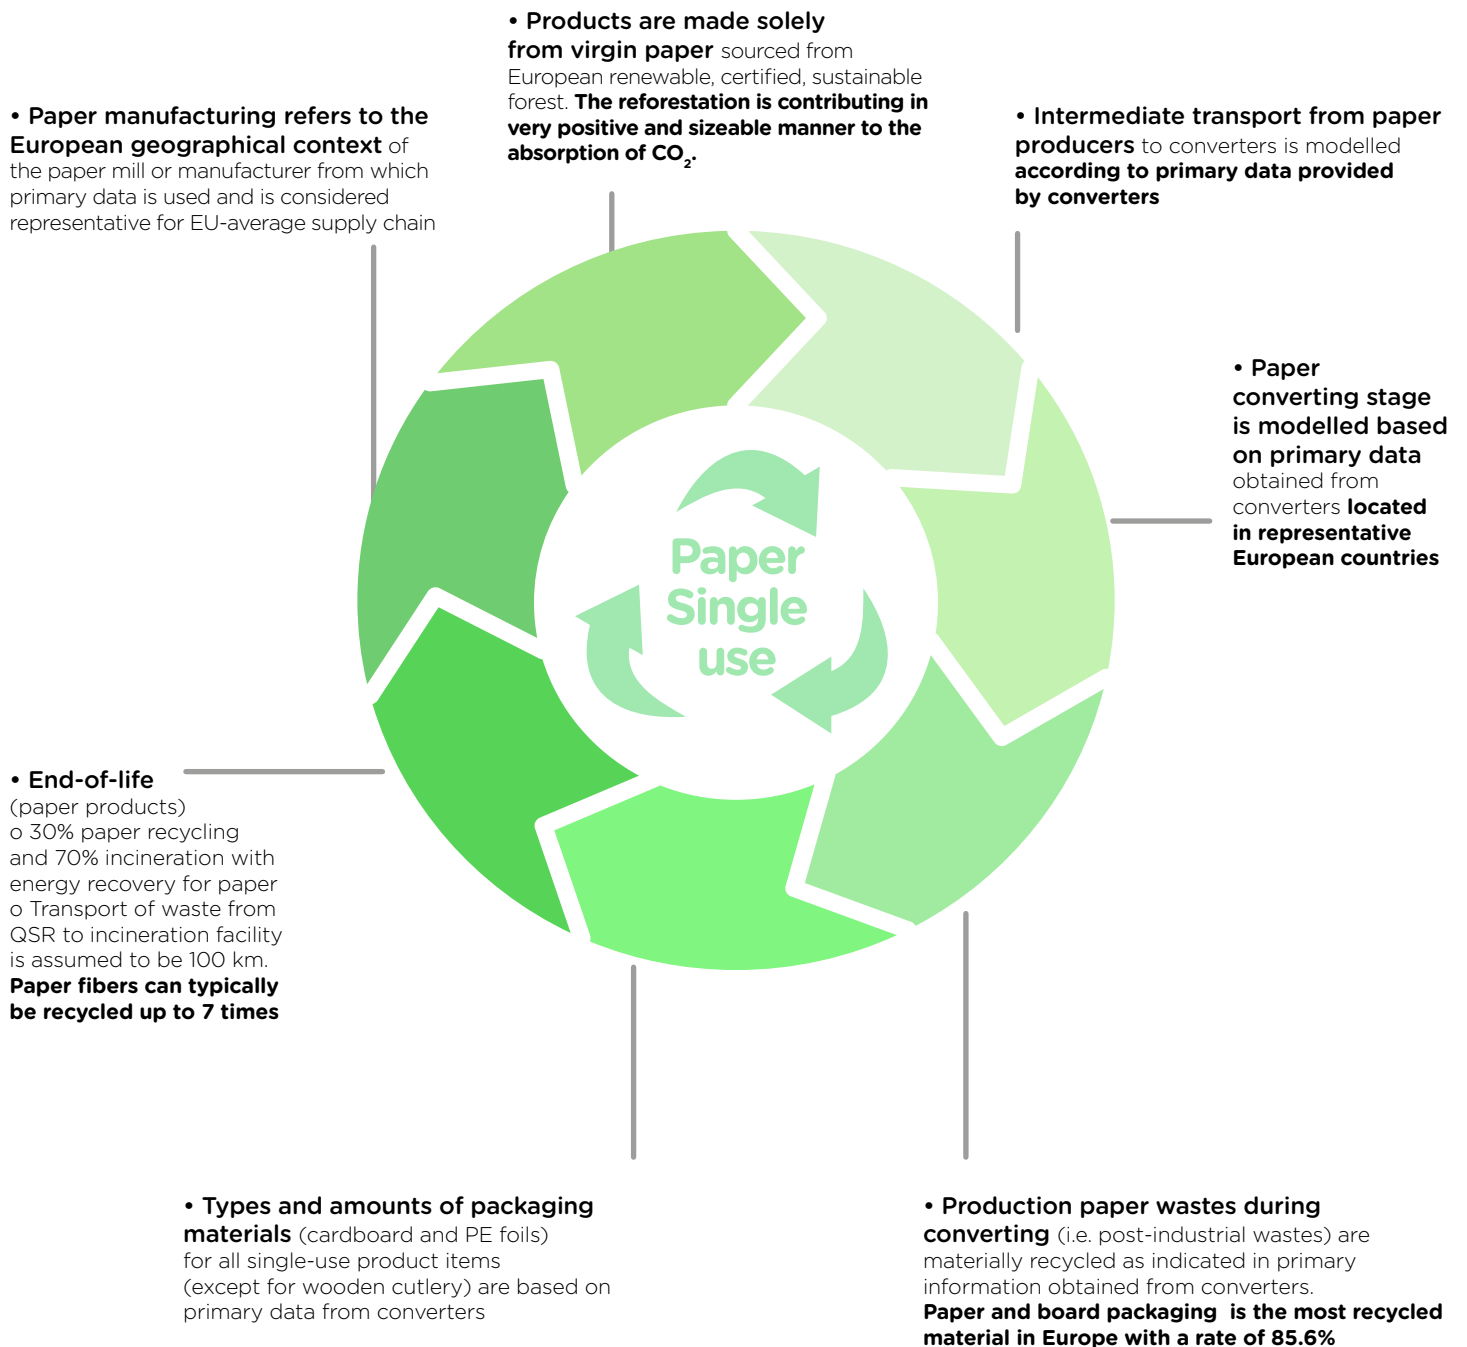 • Products are made solely
from virgin paper sourced from
European renewable, certified, sustainable
forest. The reforestation is contributing in
very positive and sizeable manner to the
absorption of CO₂.
• Paper manufacturing refers to the
European geographical context of
the paper mill or manufacturer from which
primary data is used and is considered
representative for EU-average supply chain
• Intermediate transport from paper
producers to converters is modelled
according to primary data provided
by converters
• Paper
converting stage
is modelled based
on primary data
obtained from
converters located
in representative
European countries
Paper
Single
use
• End-of-life
(paper products)
o 30% paper recycling
and 70% incineration with
energy recovery for paper
o Transport of waste from
QSR to incineration facility
is assumed to be 100 km.
Paper fibers can typically
be recycled up to 7 times
• Types and amounts of packaging
materials (cardboard and PE foils)
for all single-use product items
(except for wooden cutlery) are based on
primary data from converters
• Production paper wastes during
converting (i.e. post-industrial wastes) are
materially recycled as indicated in primary
information obtained from converters.
Paper and board packaging is the most recycled
material in Europe with a rate of 85.6%